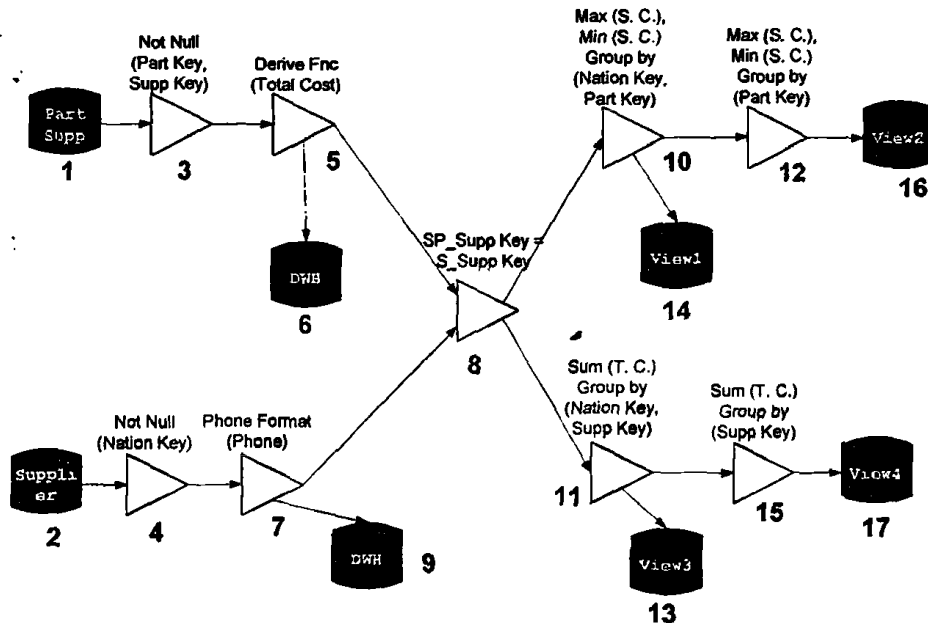 Not Null
(Part Key,
Supp Key)
Derive Fnc
(Total Cost)
Max (S. C.),
Min (S. C.)
Group by
(Nation Key,
Part Key)
Max (S. C.),
Min (S. C.)
Group by
(Part Key)
Part
Supp
1
3
5
10
12
View2
16
DWH
6
SP_Supp Key =
S_Supp Key
8
View1
14
Not Null
(Nation Key)
Phone Format
(Phone)
Sum (T. C.)
Group by
(Nation Key,
Supp Key)
Sum (T. C.)
Group by
(Supp Key)
Suppli
er
2
4
7
DWH
9
11
15
View4
17
View3
13